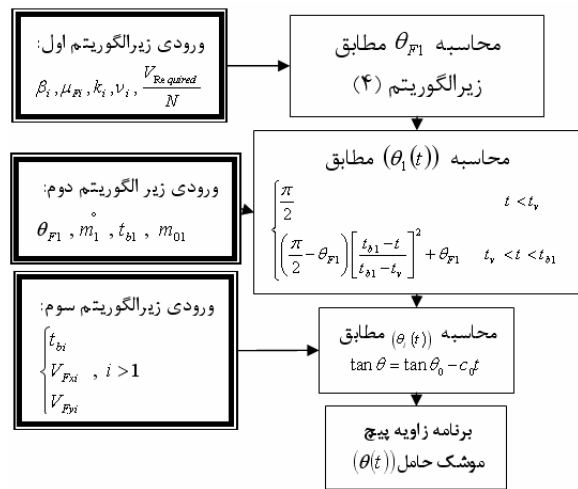 ورودی زیرالگوریتم اول:
β_i , μ_Fi , k_i , ν_i , V_Required / N
محاسبه θ_F1 مطابق
زیرالگوریتم (۴)
ورودی زیر الگوریتم دوم:
θ_F1 , m°_1 , t_b1 , m_01
محاسبه (θ_1(t)) مطابق
{ π/2 t < t_v
(π/2 − θ_F1) [ (t_b1 − t) / (t_b1 − t_v) ]^2 + θ_F1 t_v < t < t_b1
ورودی زیرالگوریتم سوم:
{ t_bi
V_Fxi , i > 1
V_Fyi
محاسبه (θ_i(t)) مطابق
tan θ = tan θ_0 − c_0 t
برنامه زاویه پیچ
موشک حامل (θ(t))